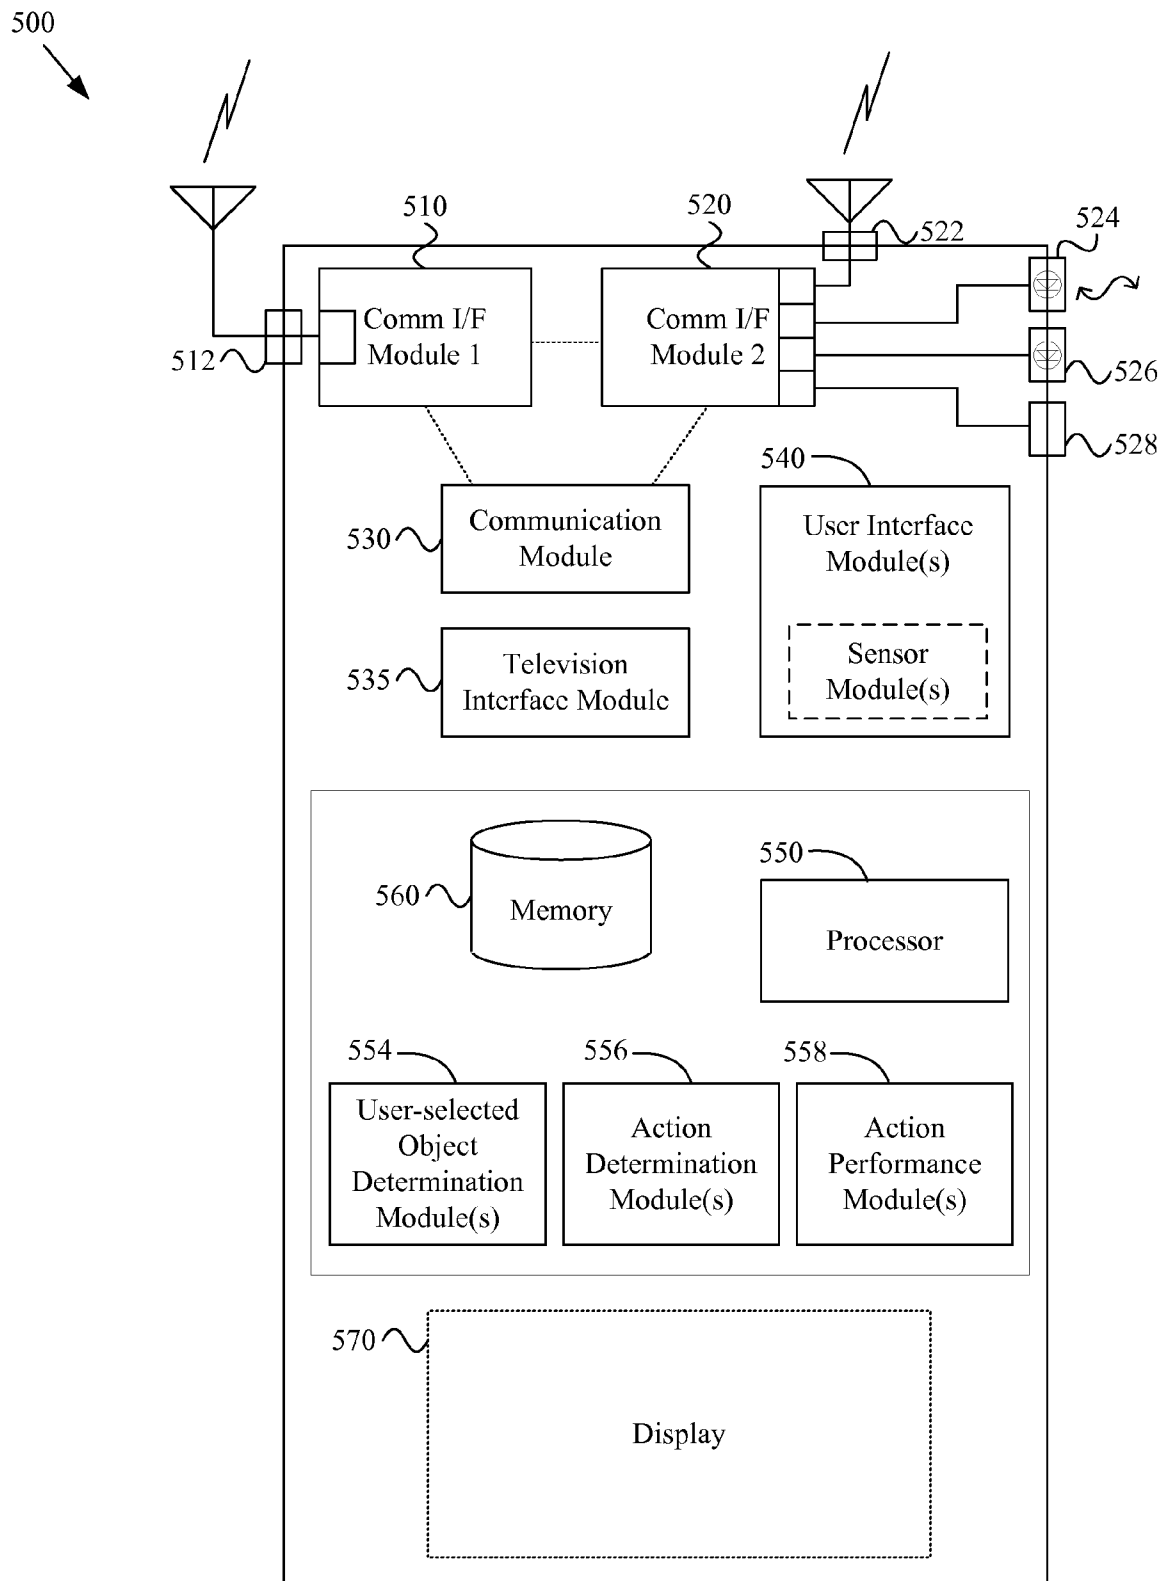 500
510
520
522
524
Comm I/F
Module 1
Comm I/F
Module 2
512
526
528
540
530
Communication
Module
User Interface
Module(s)
535
Television
Interface Module
Sensor
Module(s)
560
Memory
550
Processor
554
556
558
User-selected
Object
Determination
Module(s)
Action
Determination
Module(s)
Action
Performance
Module(s)
570
Display